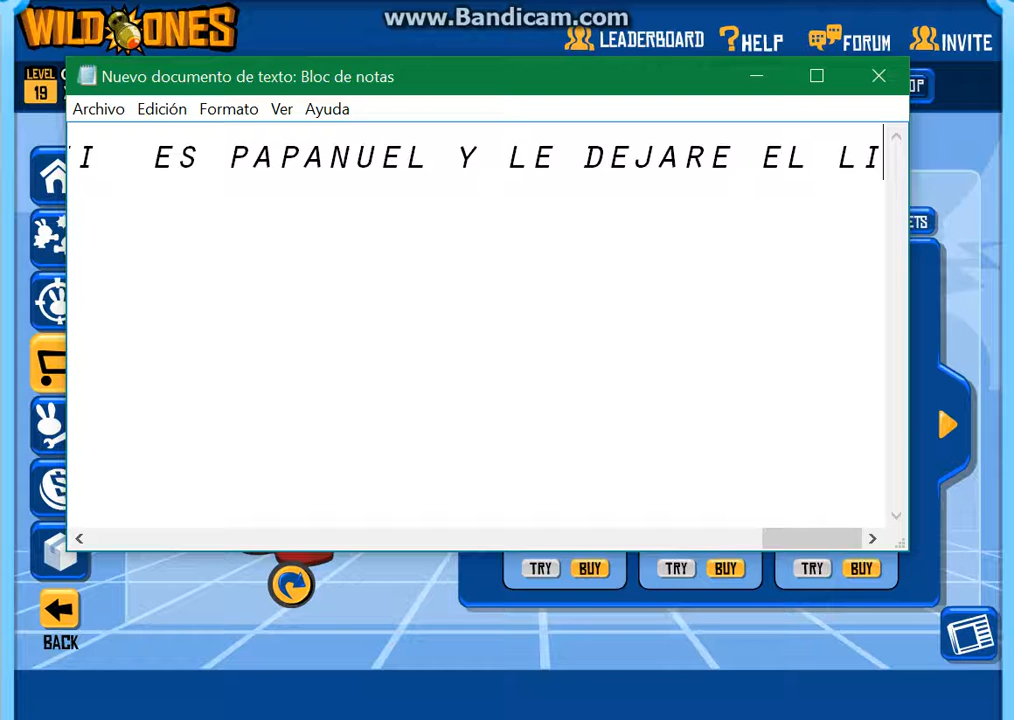 www.Bandicam.com
WILD ONES
LEADERBOARD
HELP
FORUM
INVITE
LEVEL
19
Nuevo documento de texto: Bloc de notas
Archivo Edición Formato Ver Ayuda
I ES PAPANUEL Y LE DEJARE EL LI
TRY BUY TRY BUY TRY BUY
BACK